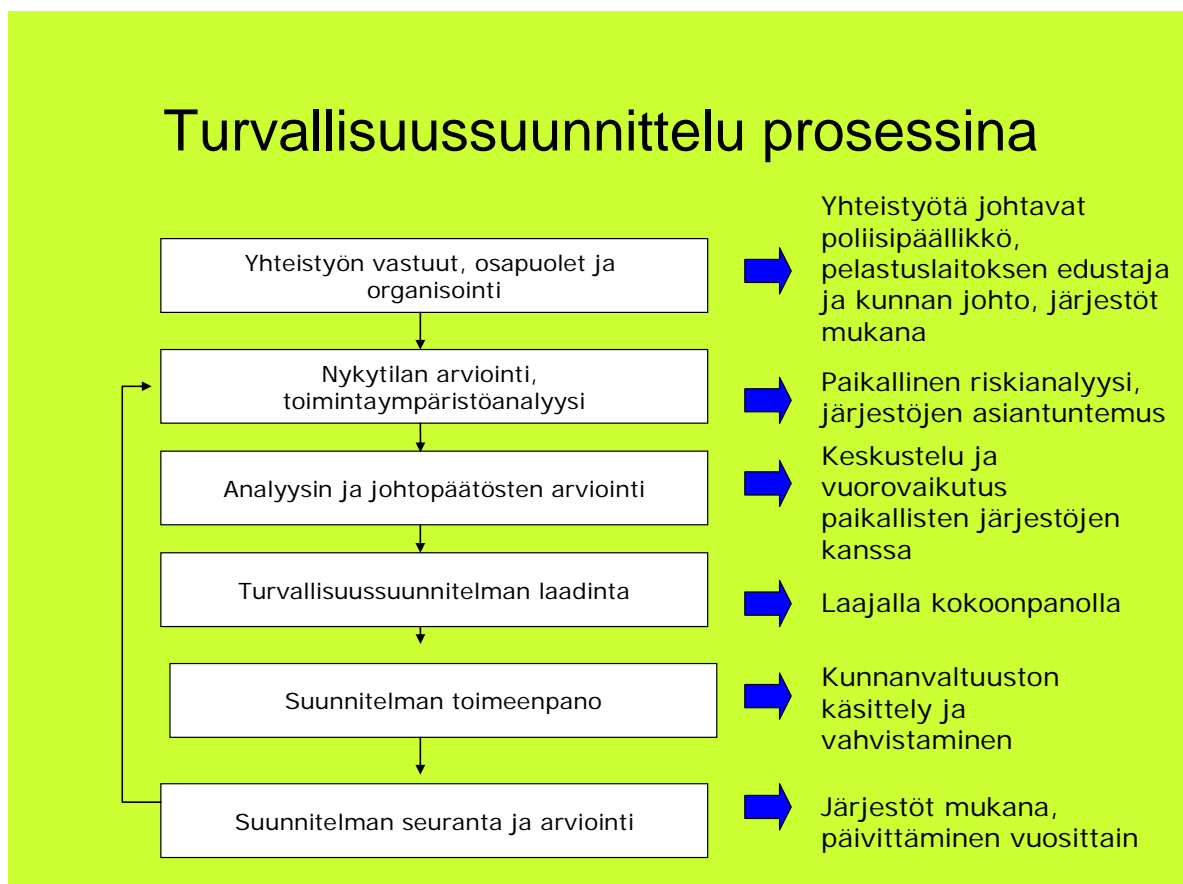 Turvallisuussuunnittelu prosessina
Yhteistyön vastuut, osapuolet ja
organisointi
Yhteistyötä johtavat
poliisipäällikkö,
pelastuslaitoksen edustaja
ja kunnan johto, järjestöt
mukana
Nykytilan arviointi,
toimintaympäristöanalyysi
Paikallinen riskianalyysi,
järjestöjen asiantuntemus
Analyysin ja johtopäätösten arviointi
Keskustelu ja
vuorovaikutus
paikallisten järjestöjen
kanssa
Turvallisuussuunnitelman laadinta
Laajalla kokoonpanolla
Suunnitelman toimeenpano
Kunnanvaltuuston
käsittely ja
vahvistaminen
Suunnitelman seuranta ja arviointi
Järjestöt mukana,
päivittäminen vuosittain